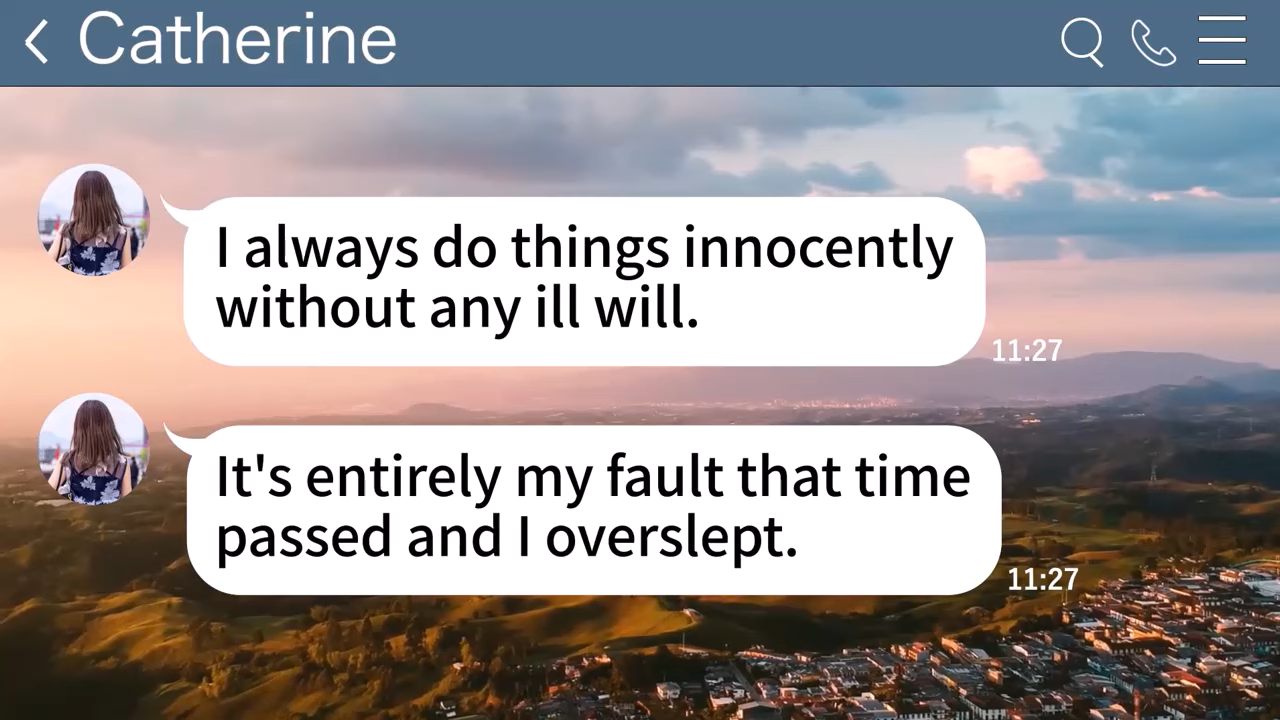 Catherine
I always do things innocently
without any ill will.
11:27
It's entirely my fault that time
passed and I overslept.
11:27